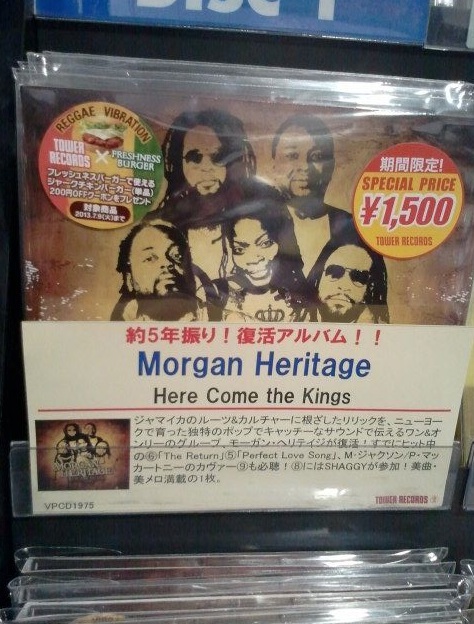 Disc 1
REGGAE VIBRATION
TOWER
RECORDS
×
FRESHNESS
BURGER
フレッシュネスバーガーで使える
ジャークチキンバーガー(単品)
200円OFFクーポンをプレゼント
対象商品
2013.7.9(火)まで
期間限定!
SPECIAL PRICE
¥1,500
TOWER RECORDS
約5年振り!復活アルバム!!
Morgan Heritage
Here Come the Kings
ジャマイカのルーツ&カルチャーに根ざしたリリックを、ニューヨー
クで育った独特のポップでキャッチーなサウンドで伝えるワン&オ
ンリーのグループ、モーガン・ヘリテイジが復活!すでにヒット中
の⑥「The Return」⑤「Perfect Love Song」、M・ジャクソン/P・マッ
カートニーのカヴァー⑨も必聴!⑧にはSHAGGYが参加!美曲・
美メロ満載の1枚。
MORGAN
HERITAGE
VPCD1975
TOWER RECORDS